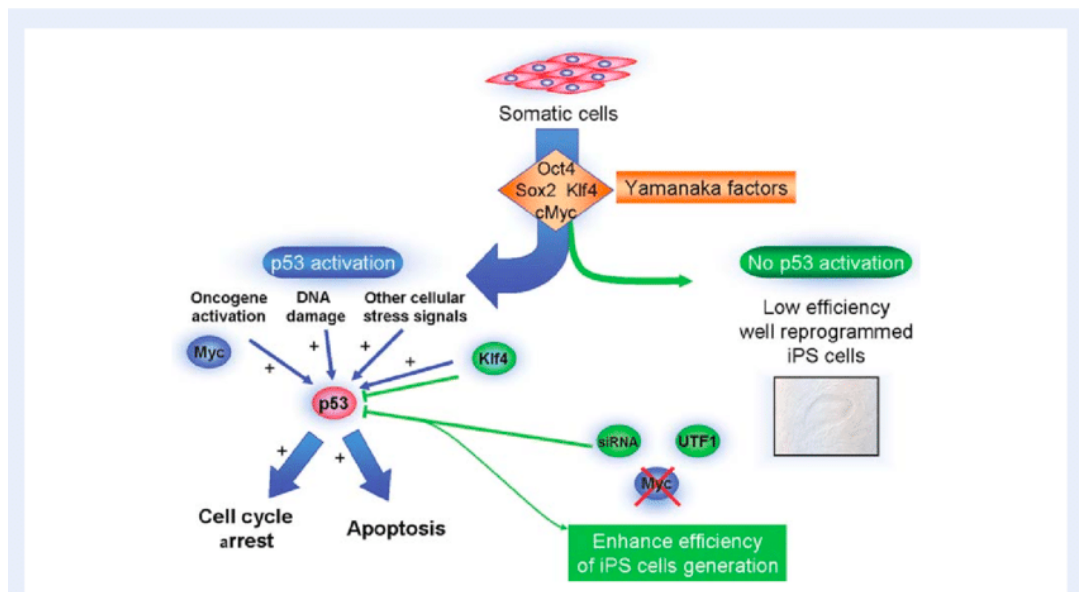 Somatic cells
Oct4
Sox2 Klf4
cMyc
Yamanaka factors
p53 activation
No p53 activation
Oncogene
activation
DNA
damage
Other cellular
stress signals
Low efficiency
well reprogrammed
iPS cells
Myc
+
+
+
+
Klf4
p53
siRNA
UTF1
Myc
+
+
Cell cycle
arrest
Apoptosis
Enhance efficiency
of iPS cells generation